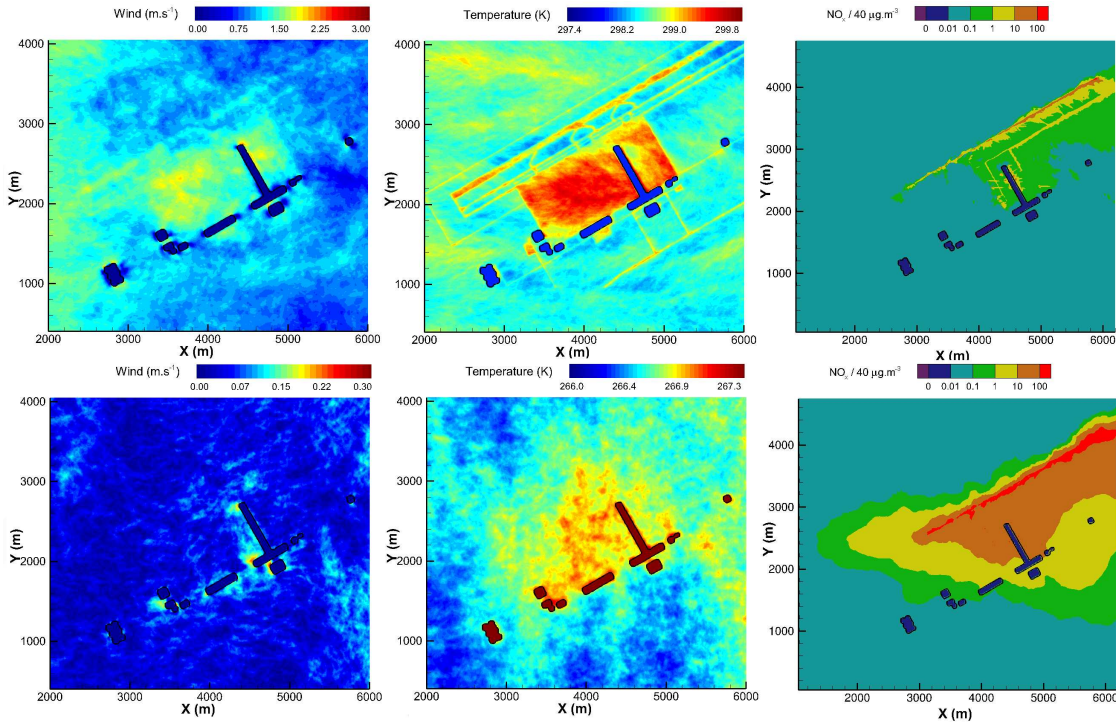 Wind (m.s-1)
0.00 0.75 1.50 2.25 3.00
Temperature (K)
297.4 298.2 299.0 299.8
NOx / 40 µg.m-3
0 0.01 0.1 1 10 100
4000
3000
2000
1000
Y (m)
2000 3000 4000 5000 6000
X (m)
4000
3000
2000
1000
Y (m)
2000 3000 4000 5000 6000
X (m)
4000
3000
2000
1000
Y (m)
1000 2000 3000 4000 5000 6000
X (m)
Wind (m.s-1)
0.00 0.07 0.15 0.22 0.30
Temperature (K)
266.0 266.4 266.9 267.3
NOx / 40 µg.m-3
0 0.01 0.1 1 10 100
4000
3000
2000
1000
Y (m)
2000 3000 4000 5000 6000
X (m)
4000
3000
2000
1000
Y (m)
2000 3000 4000 5000 6000
X (m)
4000
3000
2000
1000
0
Y (m)
1000 2000 3000 4000 5000 6000
X (m)